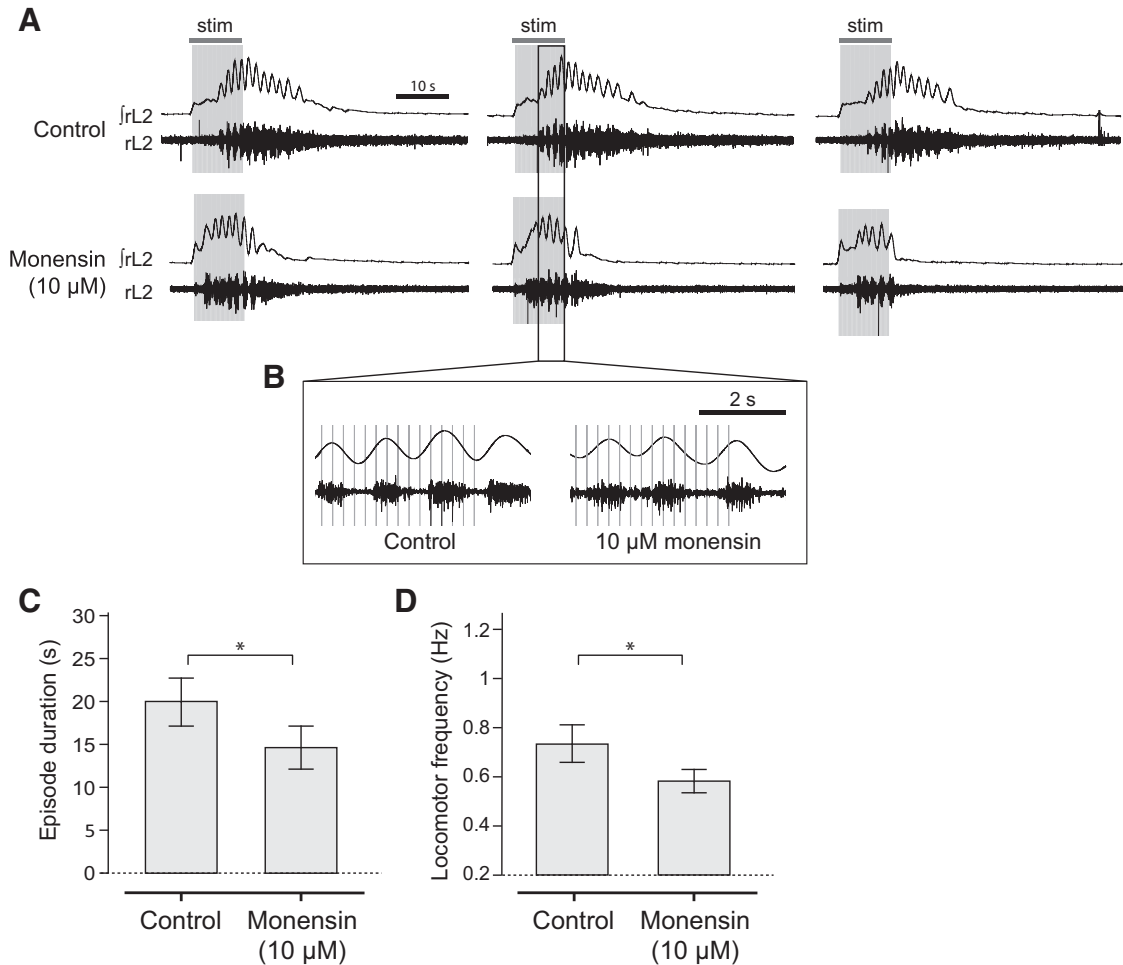 A
stim
stim
stim
10 s
Control
∫rL2
rL2
Monensin
(10 µM)
∫rL2
rL2
B
2 s
Control
10 µM monensin
C
Episode duration (s)
30
25
20
15
10
5
0
*
Control
Monensin
(10 µM)
D
Locomotor frequency (Hz)
1.2
1
0.8
0.6
0.4
0.2
*
Control
Monensin
(10 µM)